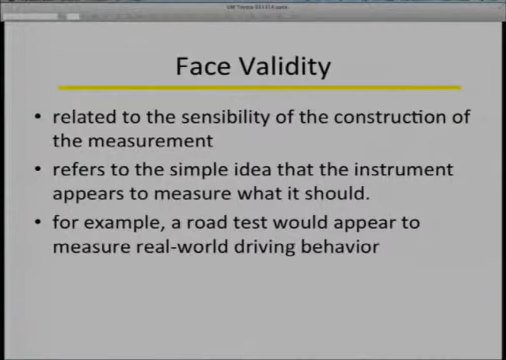 Face Validity
• related to the sensibility of the construction of
the measurement
• refers to the simple idea that the instrument
appears to measure what it should.
• for example, a road test would appear to
measure real-world driving behavior